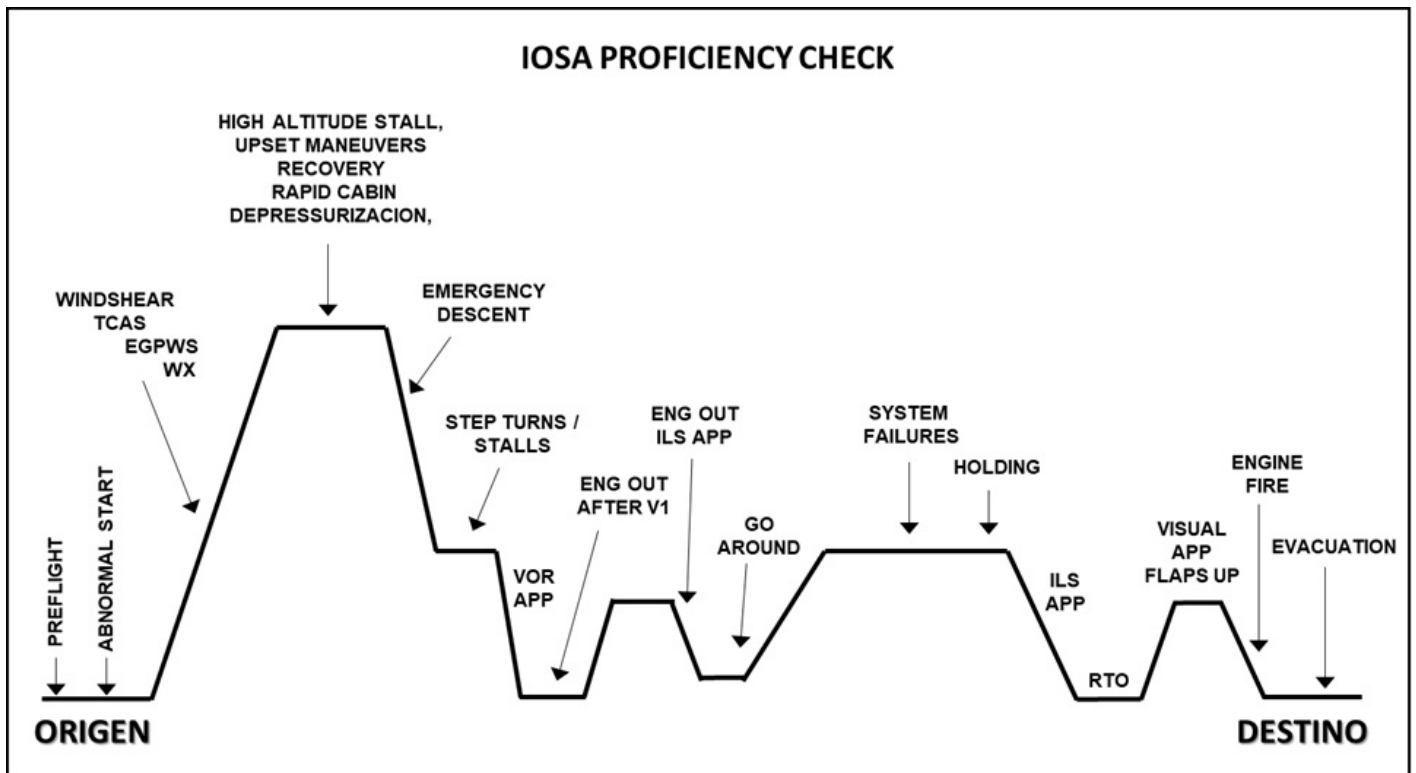 IOSA PROFICIENCY CHECK
HIGH ALTITUDE STALL,
UPSET MANEUVERS
RECOVERY
RAPID CABIN
DEPRESSURIZACION,
WINDSHEAR
TCAS
EGPWS
WX
EMERGENCY
DESCENT
STEP TURNS /
STALLS
ENG OUT
AFTER V1
ENG OUT
ILS APP
GO
AROUND
SYSTEM
FAILURES
HOLDING
ENGINE
FIRE
VISUAL
APP
FLAPS UP
EVACUATION
PREFLIGHT
ABNORMAL START
VOR
APP
ILS
APP
RTO
ORIGEN
DESTINO